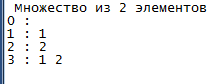 Множество из 2 элементов
0 :
1 : 1
2 : 2
3 : 1 2